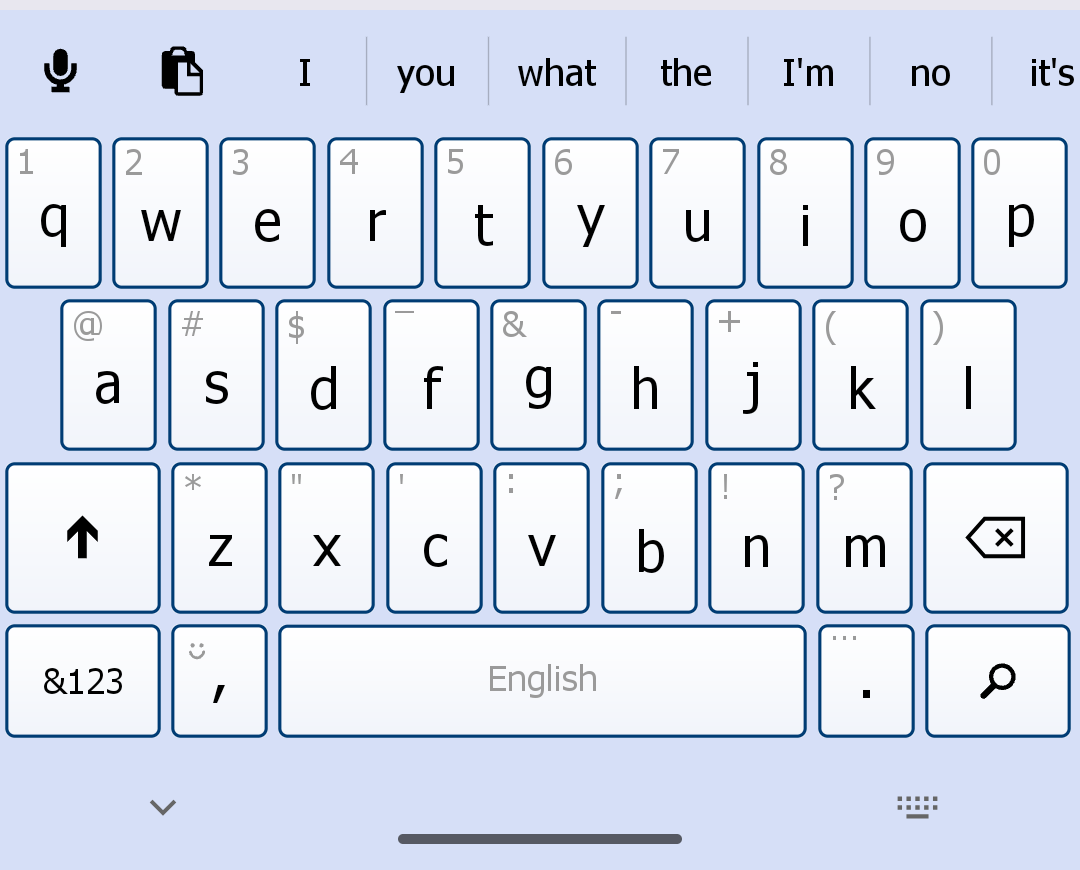 I you what the I'm no it's
1 2 3 4 5 6 7 8 9 0
q w e r t y u i o p
@ # $ _ & - + ( )
a s d f g h j k l
* " ' : ; ! ?
z x c v b n m
&123 , English .